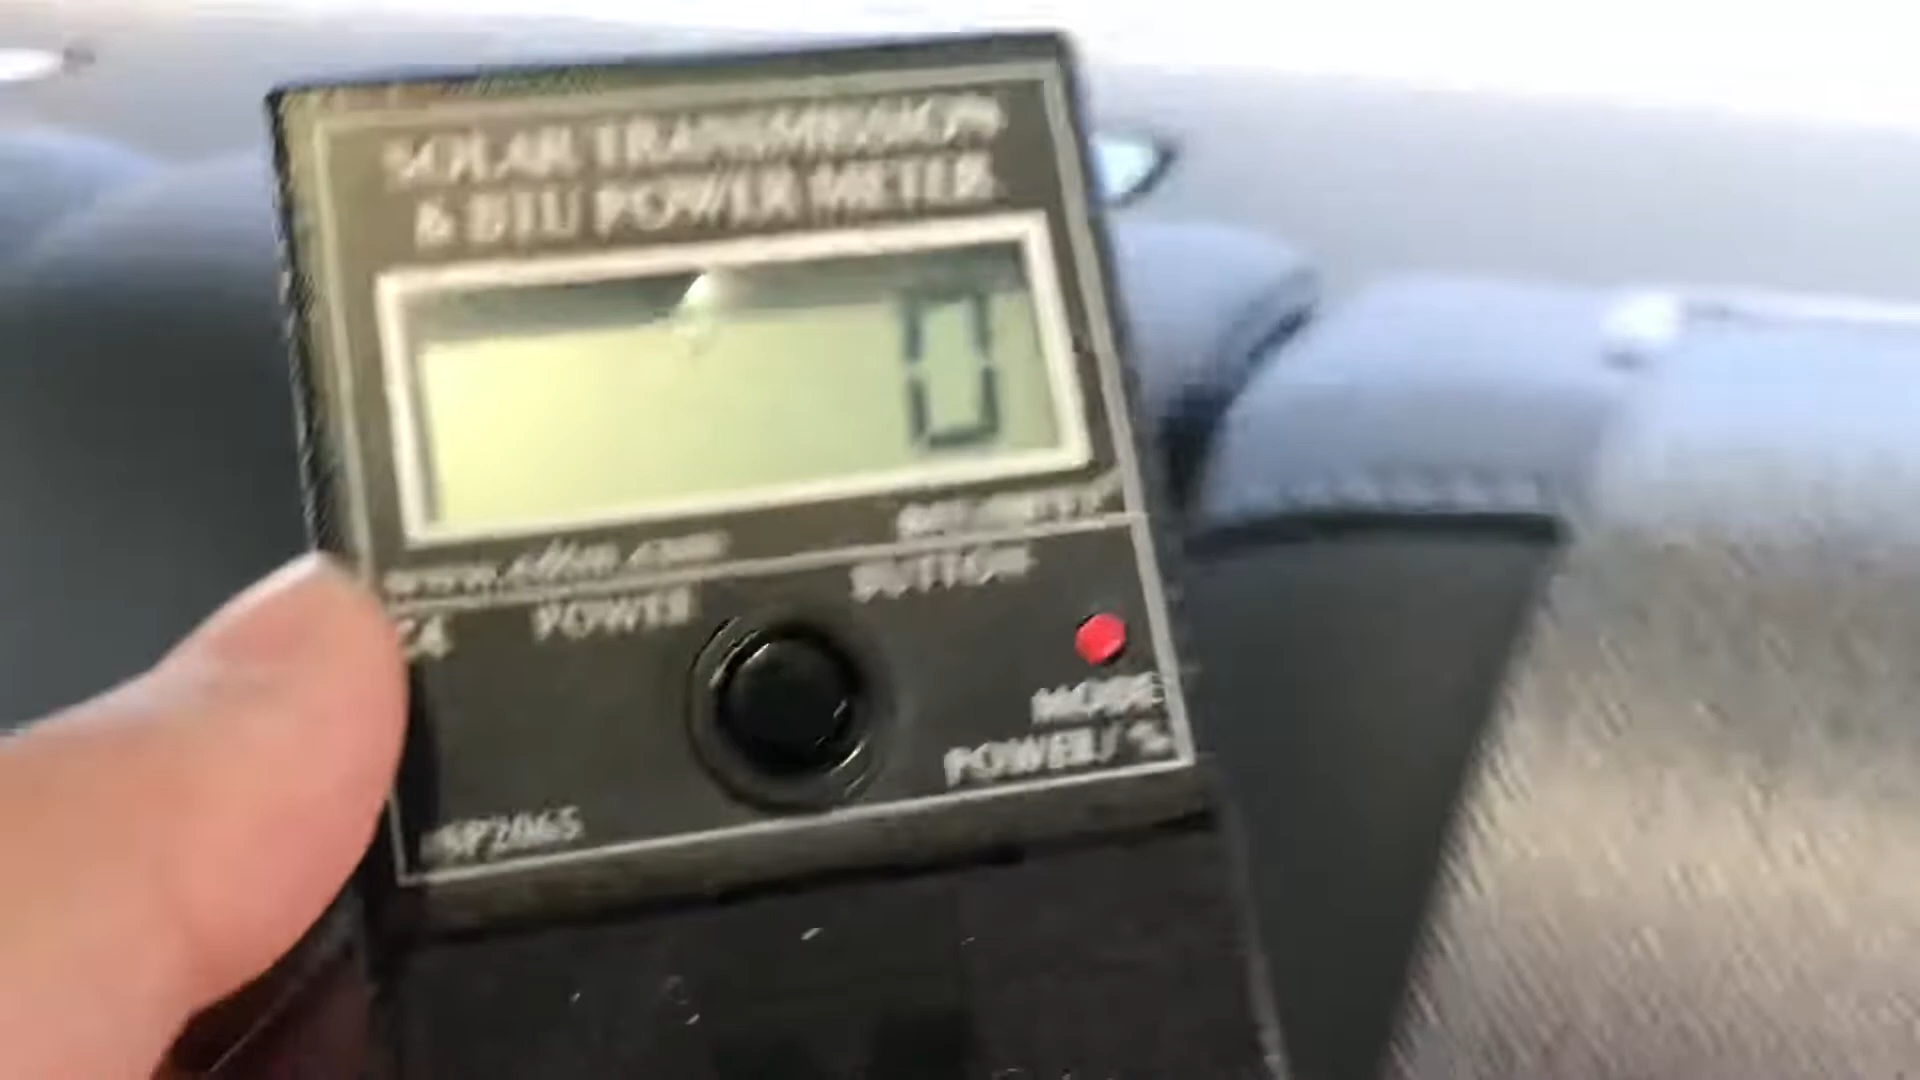 SOLAR TRANSMISSION
& BTU POWER METER
0
BUTTON
POWER
MODE
POWER/ %
SP2065